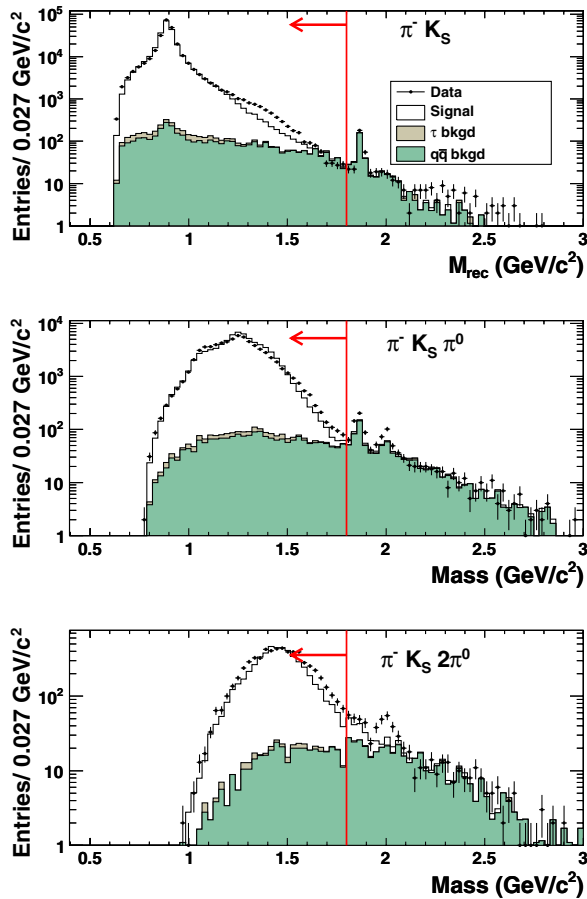 Entries/ 0.027 GeV/c²
10⁵
10⁴
10³
10²
10
1
π⁻ K_S
Data
Signal
τ bkgd
qq̅ bkgd
0.5 1 1.5 2 2.5 3
M_rec (GeV/c²)
Entries/ 0.027 GeV/c²
10⁴
10³
10²
10
1
π⁻ K_S π⁰
0.5 1 1.5 2 2.5 3
Mass (GeV/c²)
Entries/ 0.027 GeV/c²
10²
10
1
π⁻ K_S 2π⁰
0.5 1 1.5 2 2.5 3
Mass (GeV/c²)